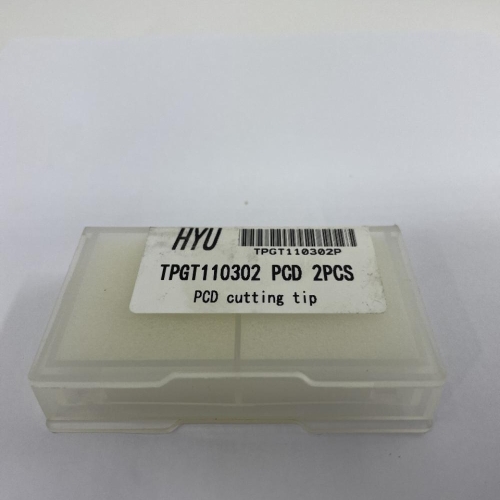 HYU
TPGT110302P
TPGT110302 PCD 2PCS
PCD cutting tip